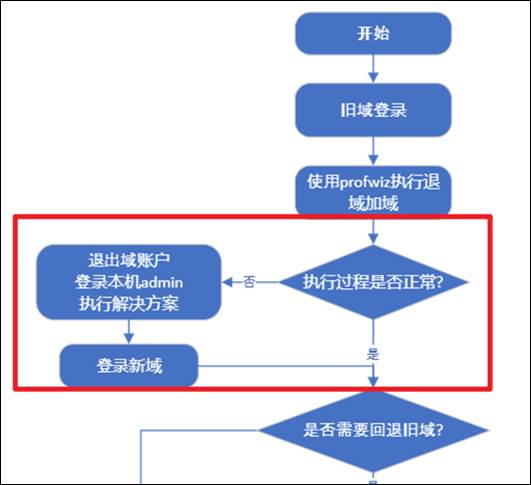 开始
旧域登录
使用profwiz执行退
域加域
退出域账户
登录本机admin
执行解决方案
否
执行过程是否正常?
登录新域
是
是否需要回退旧域?